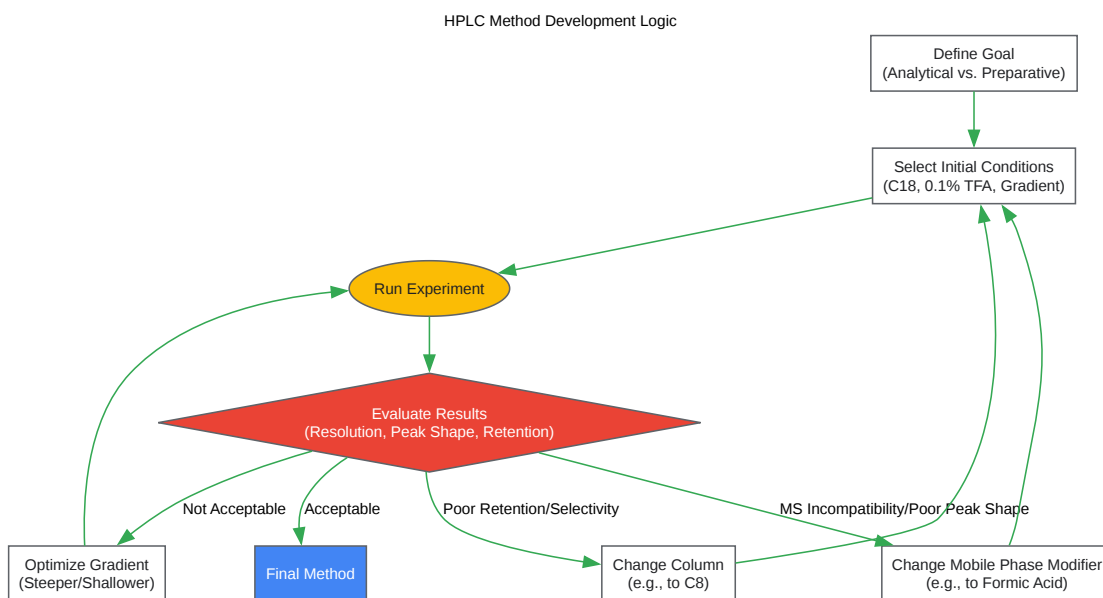 HPLC Method Development Logic
Define Goal
(Analytical vs. Preparative)
Select Initial Conditions
(C18, 0.1% TFA, Gradient)
Run Experiment
Evaluate Results
(Resolution, Peak Shape, Retention)
Not Acceptable
Acceptable
Poor Retention/Selectivity
MS Incompatibility/Poor Peak Shape
Optimize Gradient
(Steeper/Shallower)
Final Method
Change Column
(e.g., to C8)
Change Mobile Phase Modifier
(e.g., to Formic Acid)